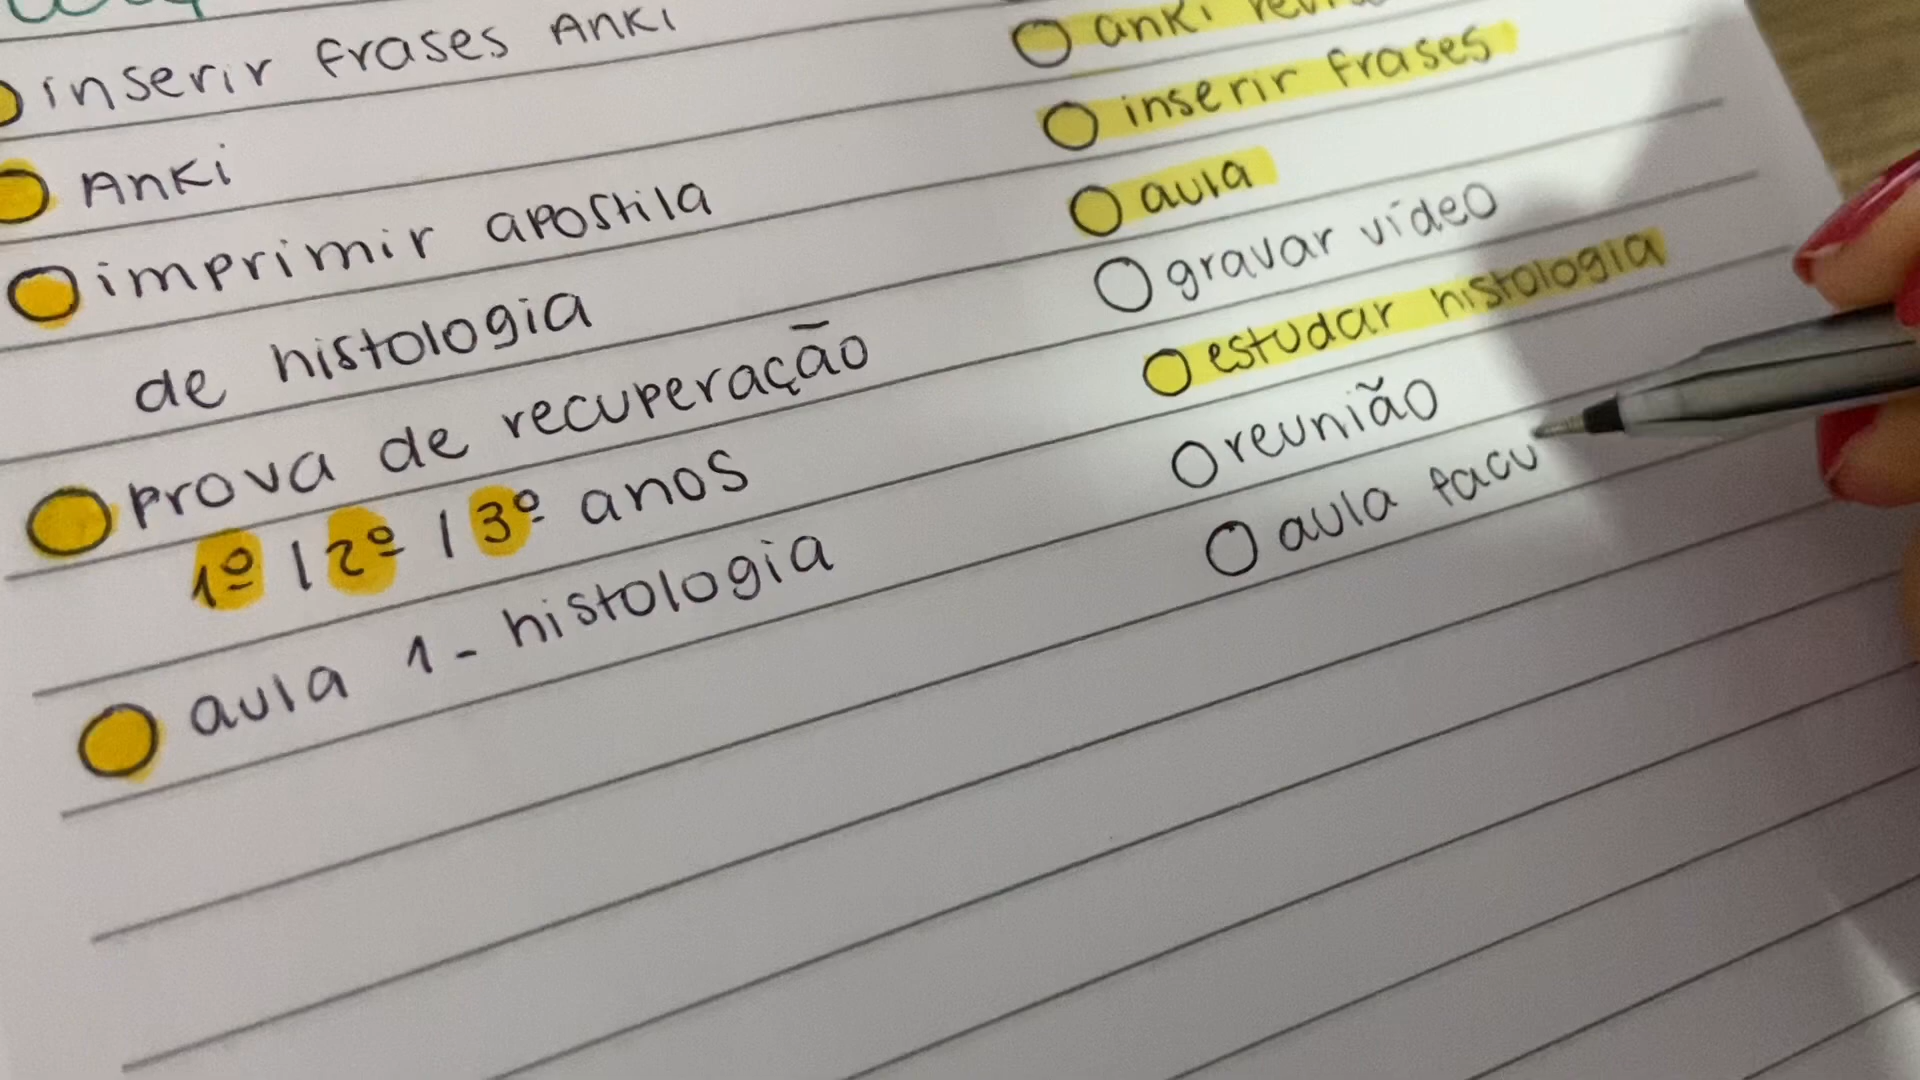 inserir frases Anki
Anki
imprimir apostila
de histologia
prova de recuperação
1º | 2º | 3º anos
aula 1 - histologia
anki
inserir frases
aula
gravar vídeo
estudar histologia
reunião
aula facu